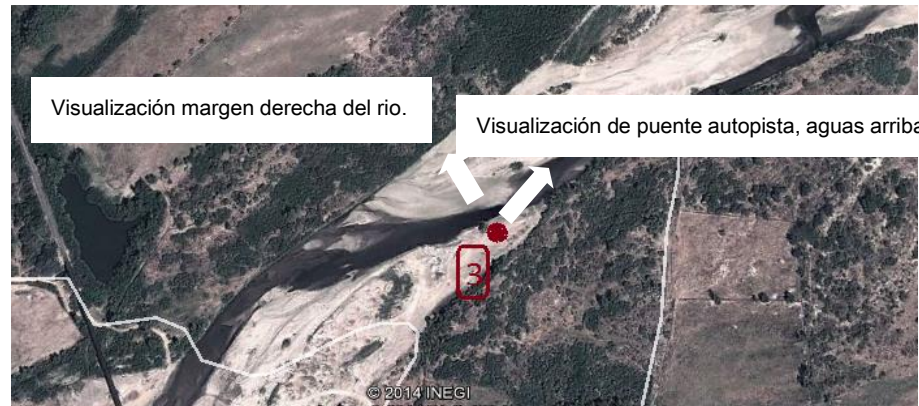 Visualización margen derecha del rio.
Visualización de puente autopista, aguas arriba
3
© 2014 INEGI